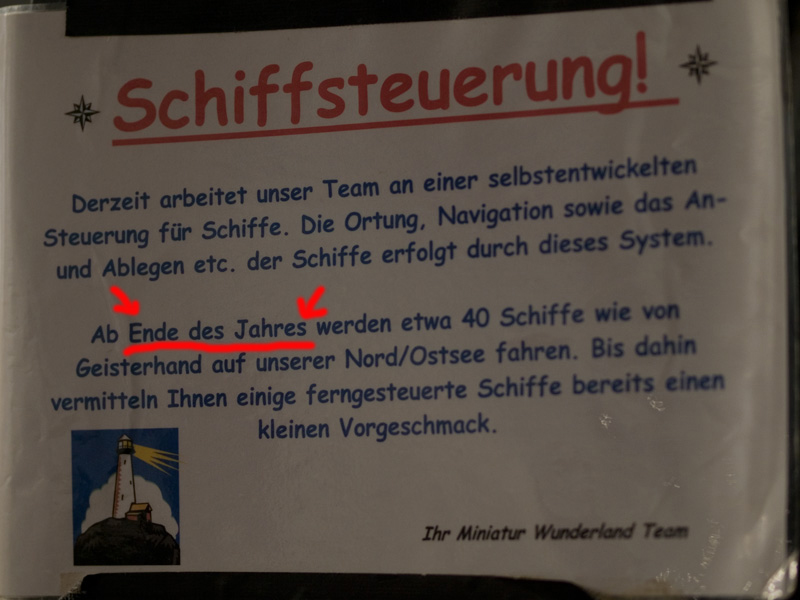 Schiffsteuerung!
Derzeit arbeitet unser Team an einer selbstentwickelten
Steuerung für Schiffe. Die Ortung, Navigation sowie das An-
und Ablegen etc. der Schiffe erfolgt durch dieses System.
Ab Ende des Jahres werden etwa 40 Schiffe wie von
Geisterhand auf unserer Nord/Ostsee fahren. Bis dahin
vermitteln Ihnen einige ferngesteuerte Schiffe bereits einen
kleinen Vorgeschmack.
Ihr Miniatur Wunderland Team